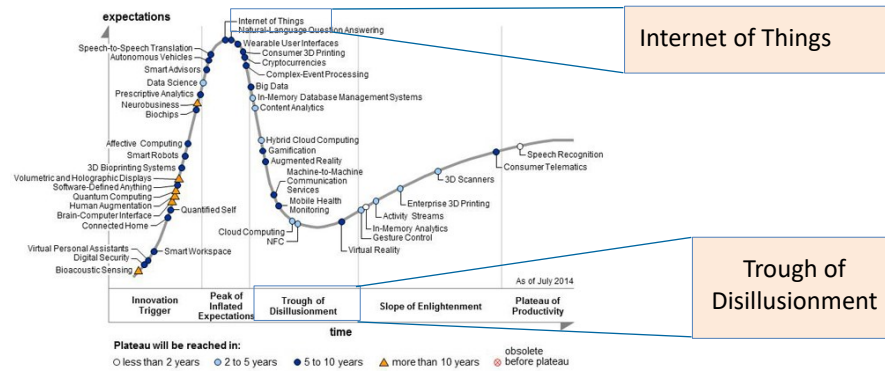 expectations
Internet of Things
Natural-Language Question Answering
Wearable User Interfaces
Consumer 3D Printing
Cryptocurrencies
Complex-Event Processing
Speech-to-Speech Translation
Autonomous Vehicles
Smart Advisors
Data Science
Prescriptive Analytics
Neurobusiness
Biochips
Big Data
In-Memory Database Management Systems
Content Analytics
Affective Computing
Smart Robots
3D Bioprinting Systems
Volumetric and Holographic Displays
Software-Defined Anything
Quantum Computing
Human Augmentation
Brain-Computer Interface
Connected Home
Quantified Self
Hybrid Cloud Computing
Gamification
Augmented Reality
Machine-to-Machine
Communication
Services
Mobile Health
Monitoring
Cloud Computing
NFC
Virtual Personal Assistants
Digital Security
Bioacoustic Sensing
Smart Workspace
Virtual Reality
Gesture Control
In-Memory Analytics
Activity Streams
Enterprise 3D Printing
3D Scanners
Consumer Telematics
Speech Recognition
As of July 2014
Innovation
Trigger
Peak of
Inflated
Expectations
Trough of
Disillusionment
Slope of Enlightenment
Plateau of
Productivity
time
Plateau will be reached in:
less than 2 years
2 to 5 years
5 to 10 years
more than 10 years
obsolete
before plateau
Internet of Things
Trough of
Disillusionment